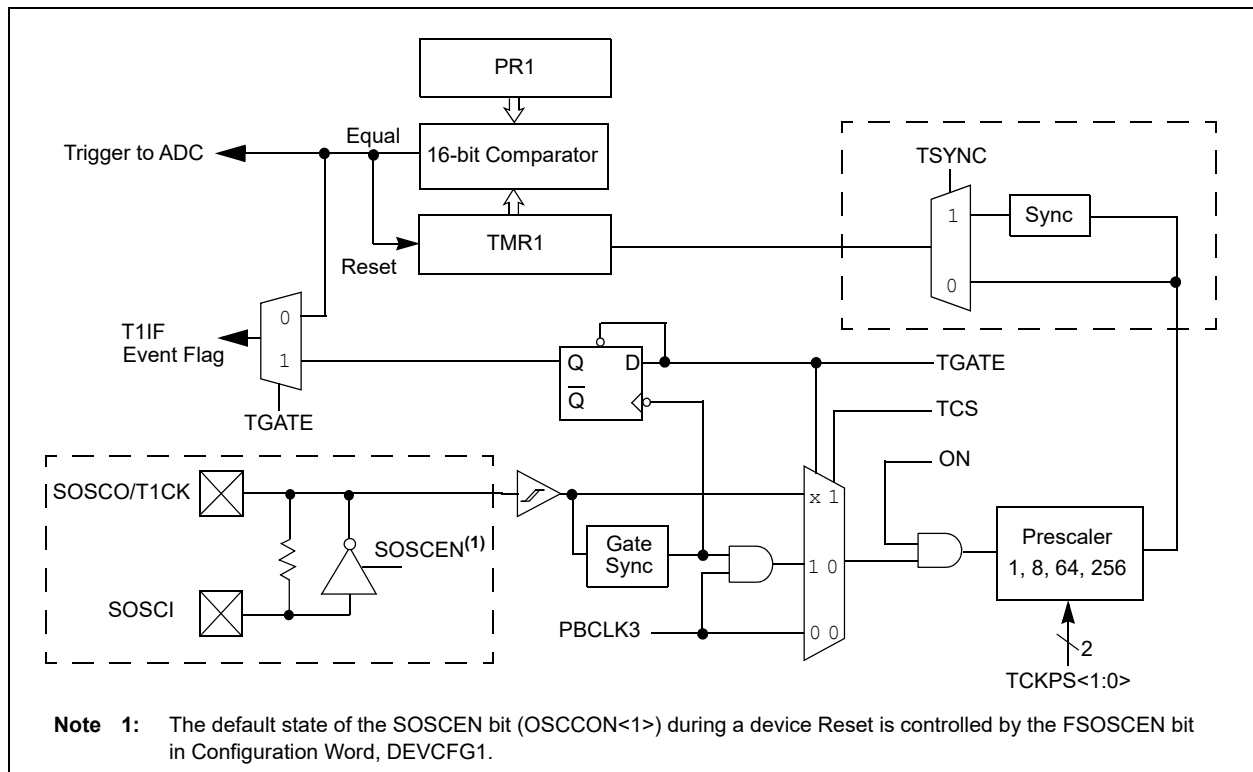 PR1
Equal
Trigger to ADC
16-bit Comparator
TSYNC
1
Sync
TMR1
Reset
0
T1IF
Event Flag
0
1
TGATE
Q
D
Q
TGATE
TCS
ON
SOSCO/T1CK
x 1
SOSCEN(1)
Gate
Sync
1 0
Prescaler
1, 8, 64, 256
SOSCI
PBCLK3
0 0
2
TCKPS<1:0>
Note 1: The default state of the SOSCEN bit (OSCCON<1>) during a device Reset is controlled by the FSOSCEN bit
in Configuration Word, DEVCFG1.